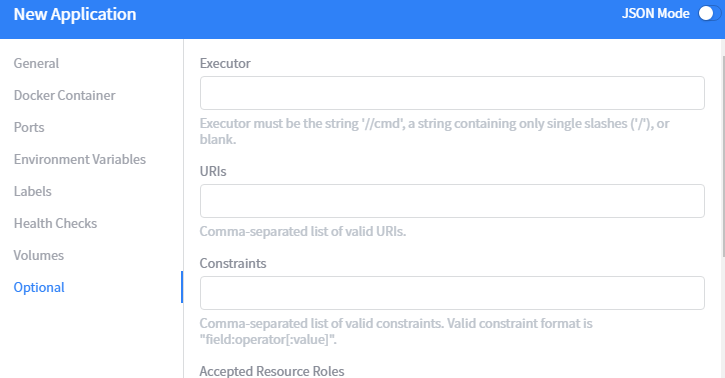 New Application
JSON Mode
General
Docker Container
Ports
Environment Variables
Labels
Health Checks
Volumes
Optional
Executor
Executor must be the string '//cmd', a string containing only single slashes ('/'), or
blank.
URIs
Comma-separated list of valid URIs.
Constraints
Comma-separated list of valid constraints. Valid constraint format is
"field:operator[:value]".
Accepted Resource Roles